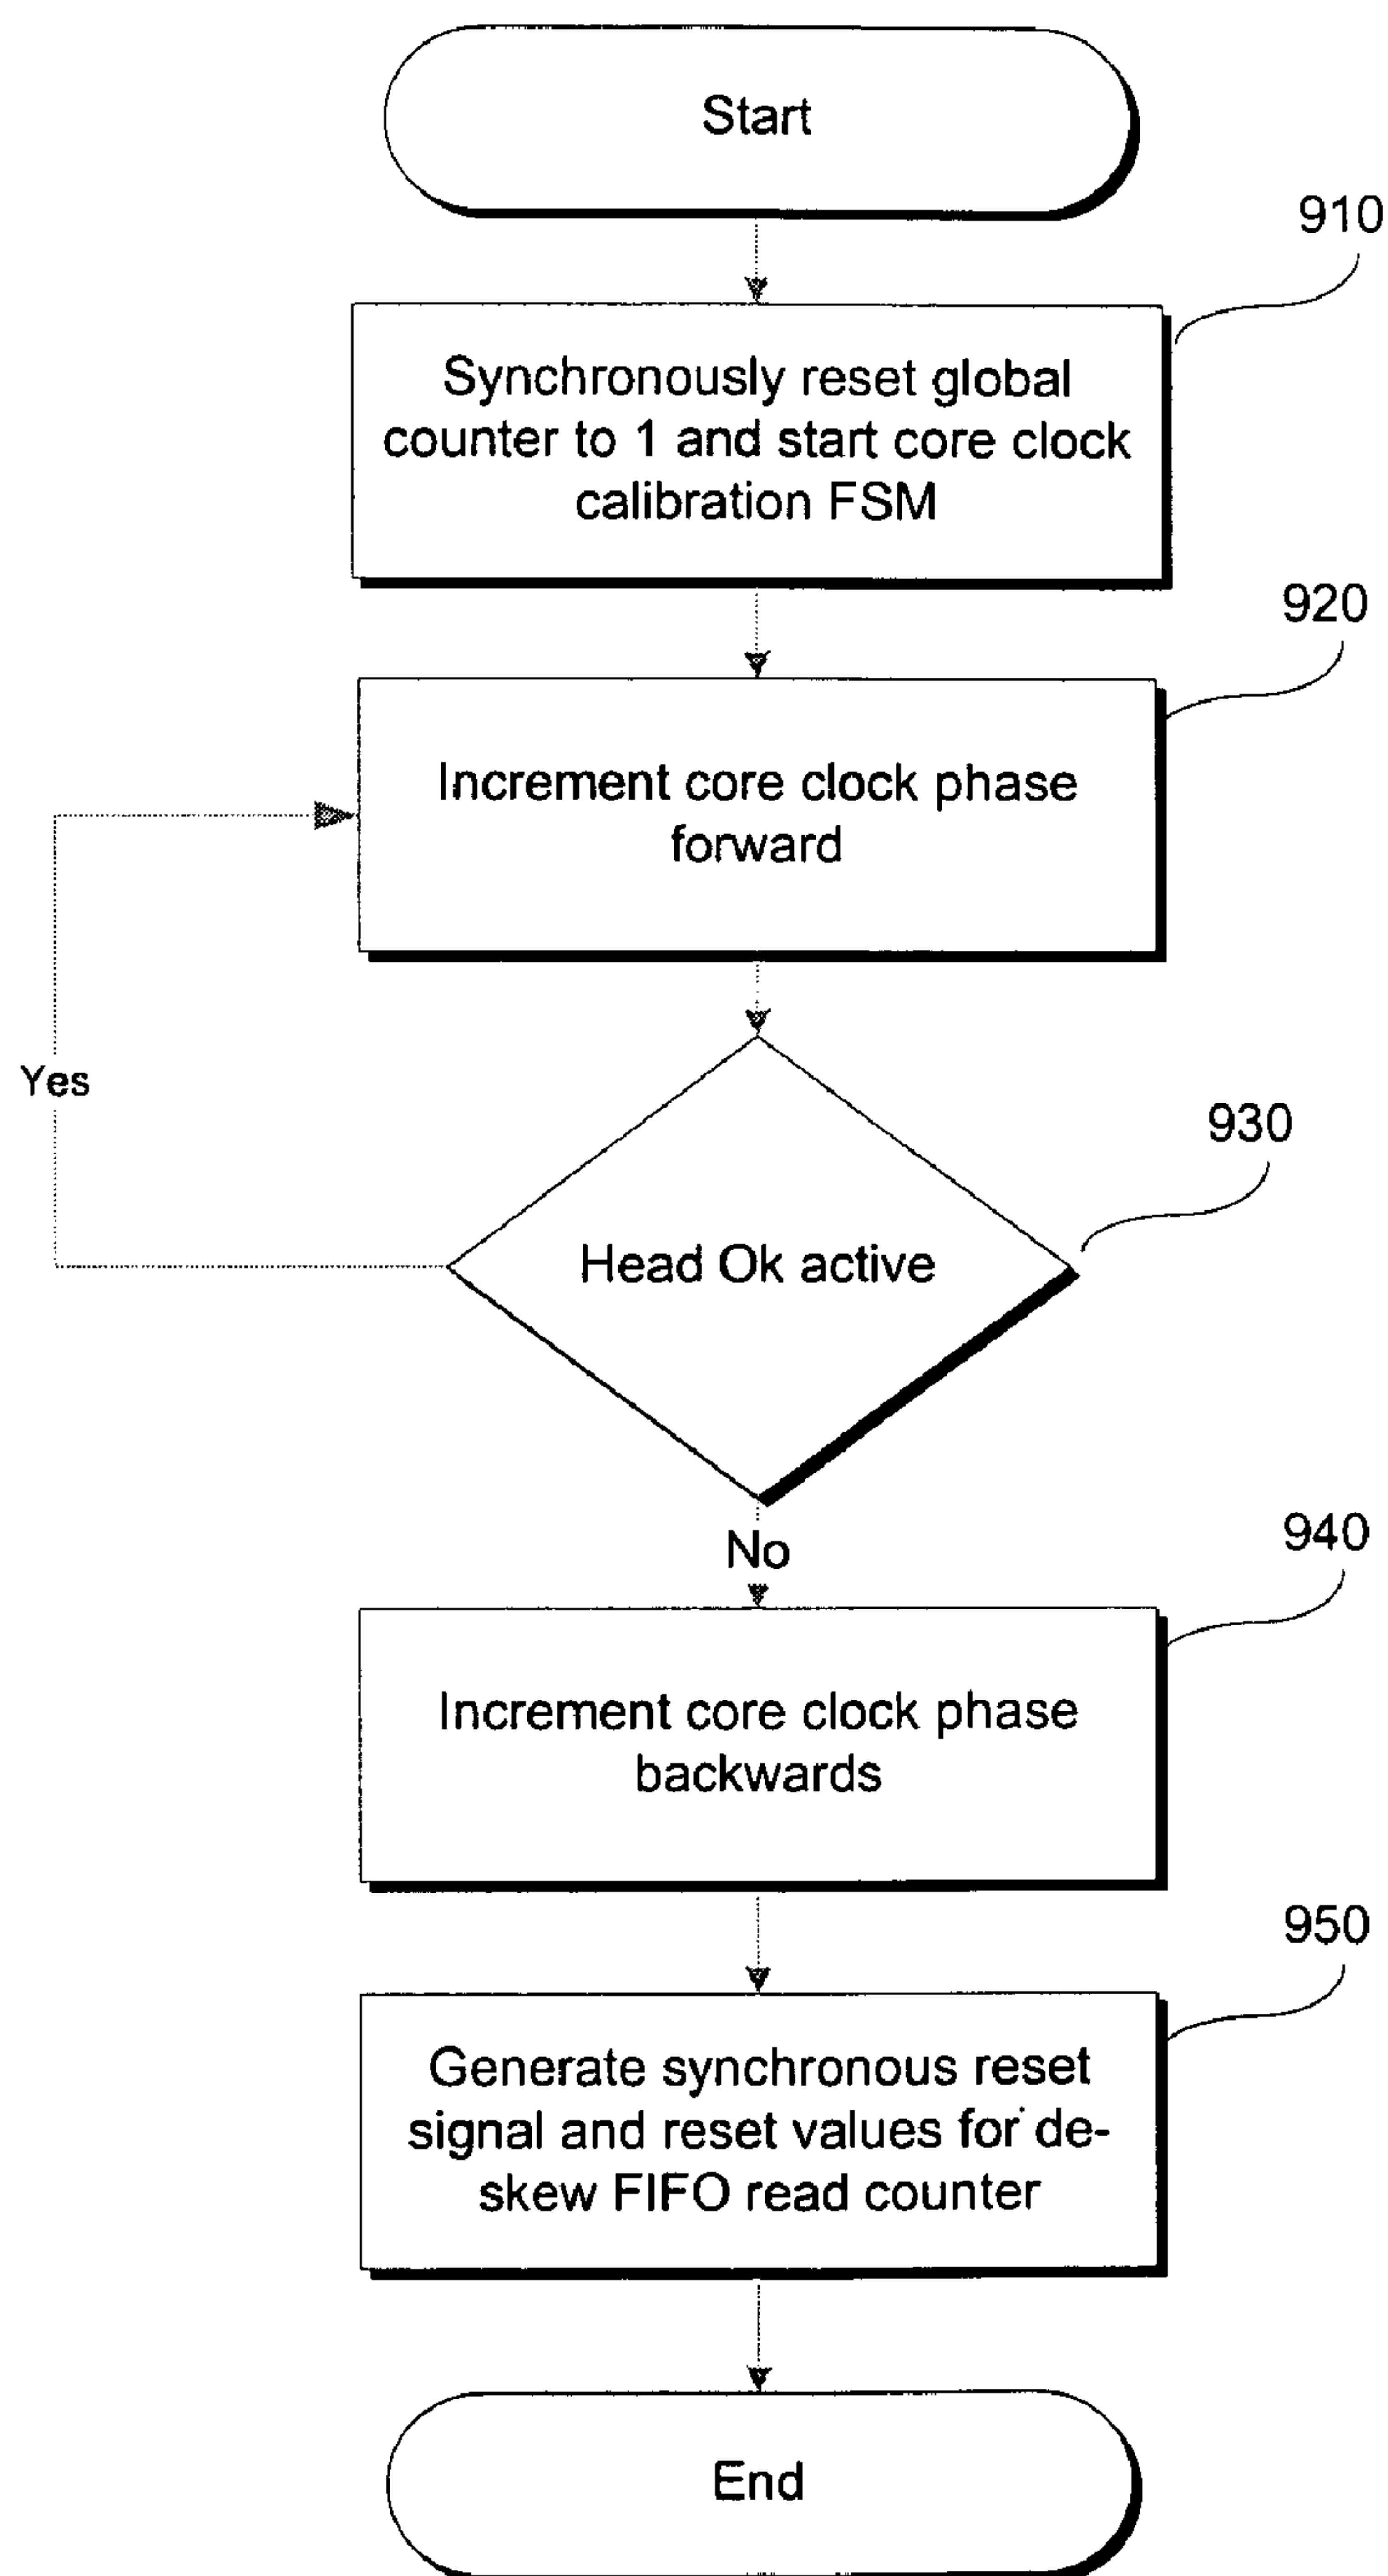 Start
910
Synchronously reset global
counter to 1 and start core clock
calibration FSM
920
Increment core clock phase
forward
Yes
930
Head Ok active
No
940
Increment core clock phase
backwards
950
Generate synchronous reset
signal and reset values for de-
skew FIFO read counter
End